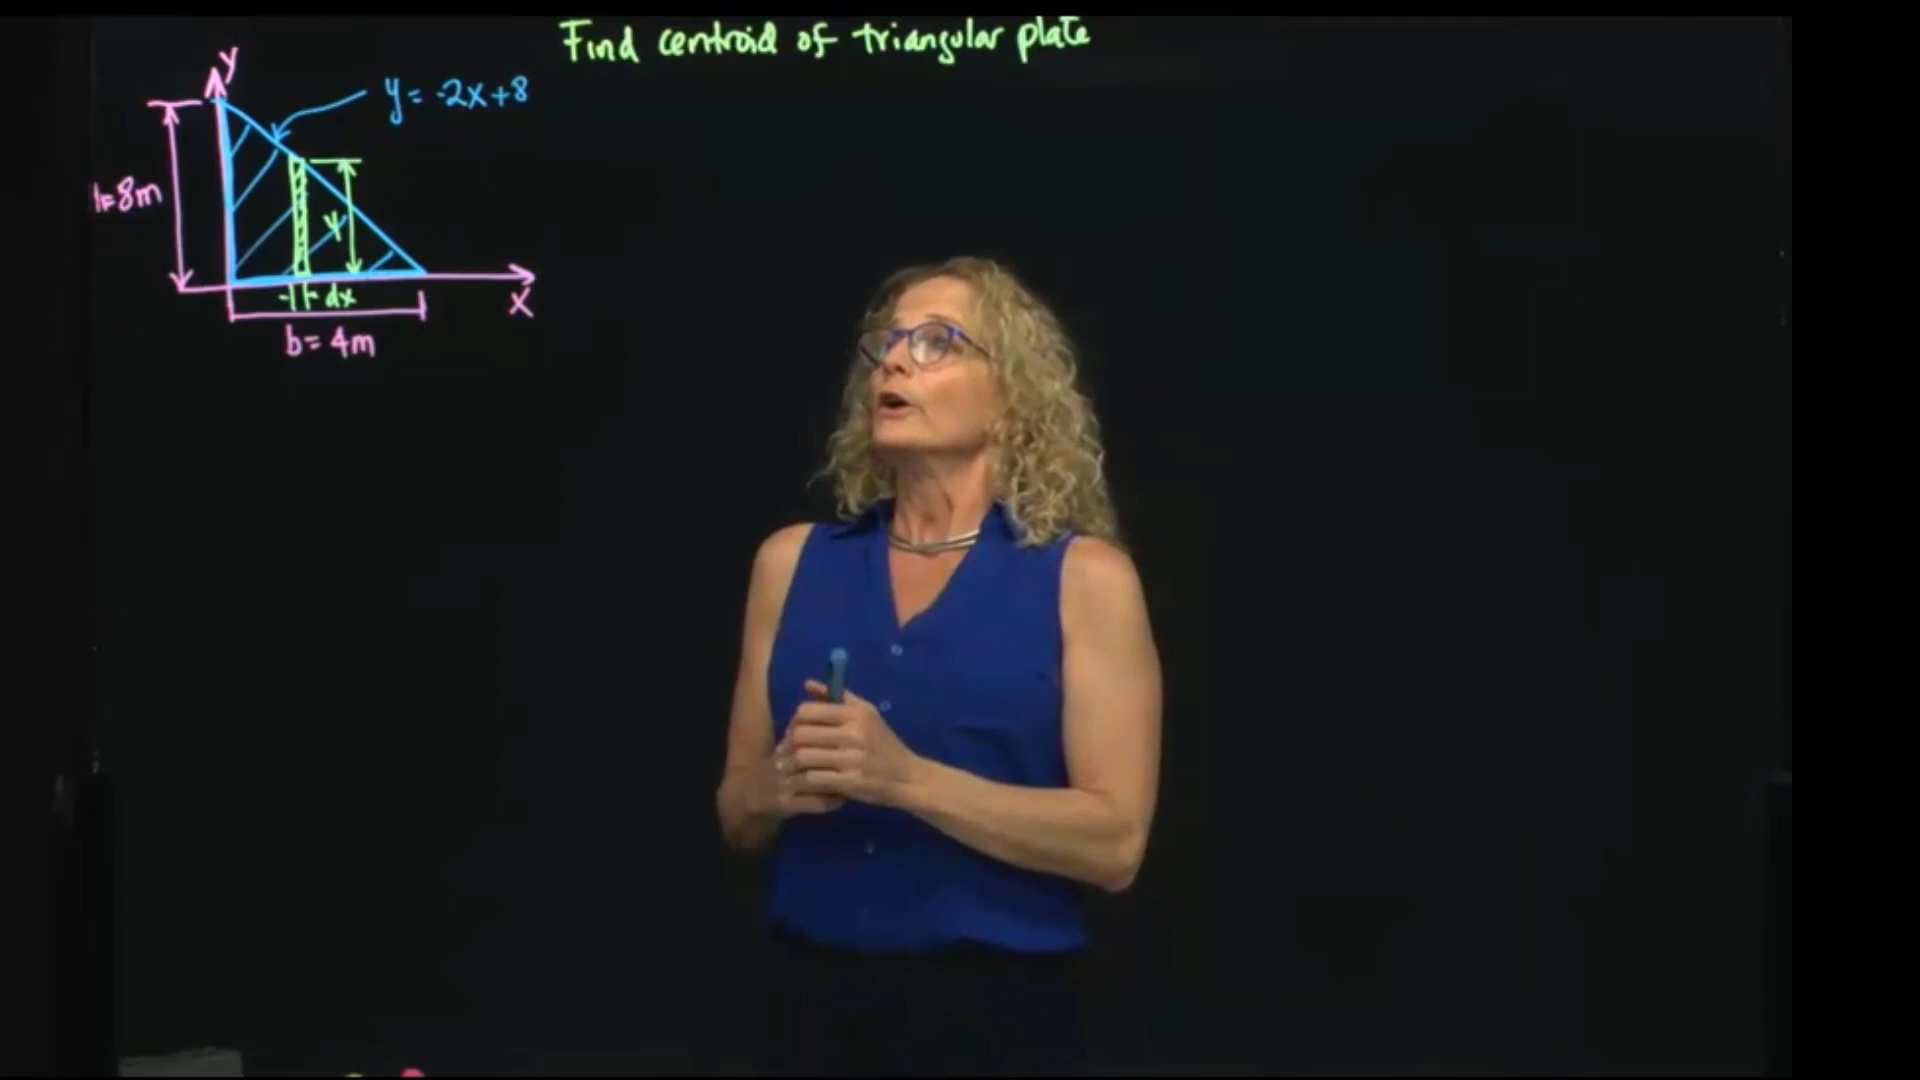 Find centroid of triangular plate
y
y = -2x+8
=8m
y
dx
x
b= 4m